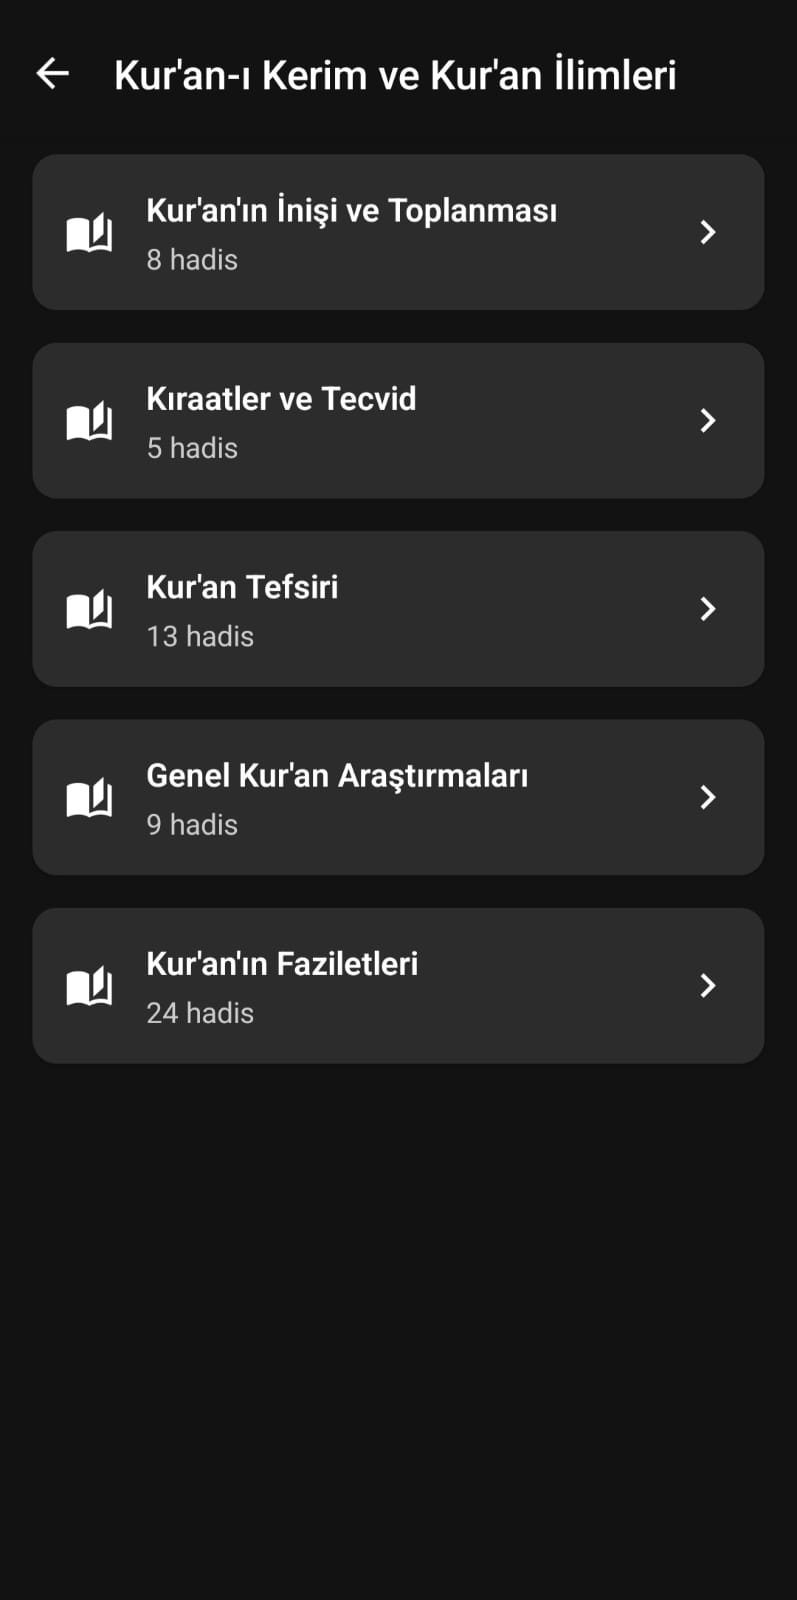 Kur'an-ı Kerim ve Kur'an İlimleri
Kur'an'ın İnişi ve Toplanması
8 hadis
Kıraatler ve Tecvid
5 hadis
Kur'an Tefsiri
13 hadis
Genel Kur'an Araştırmaları
9 hadis
Kur'an'ın Faziletleri
24 hadis